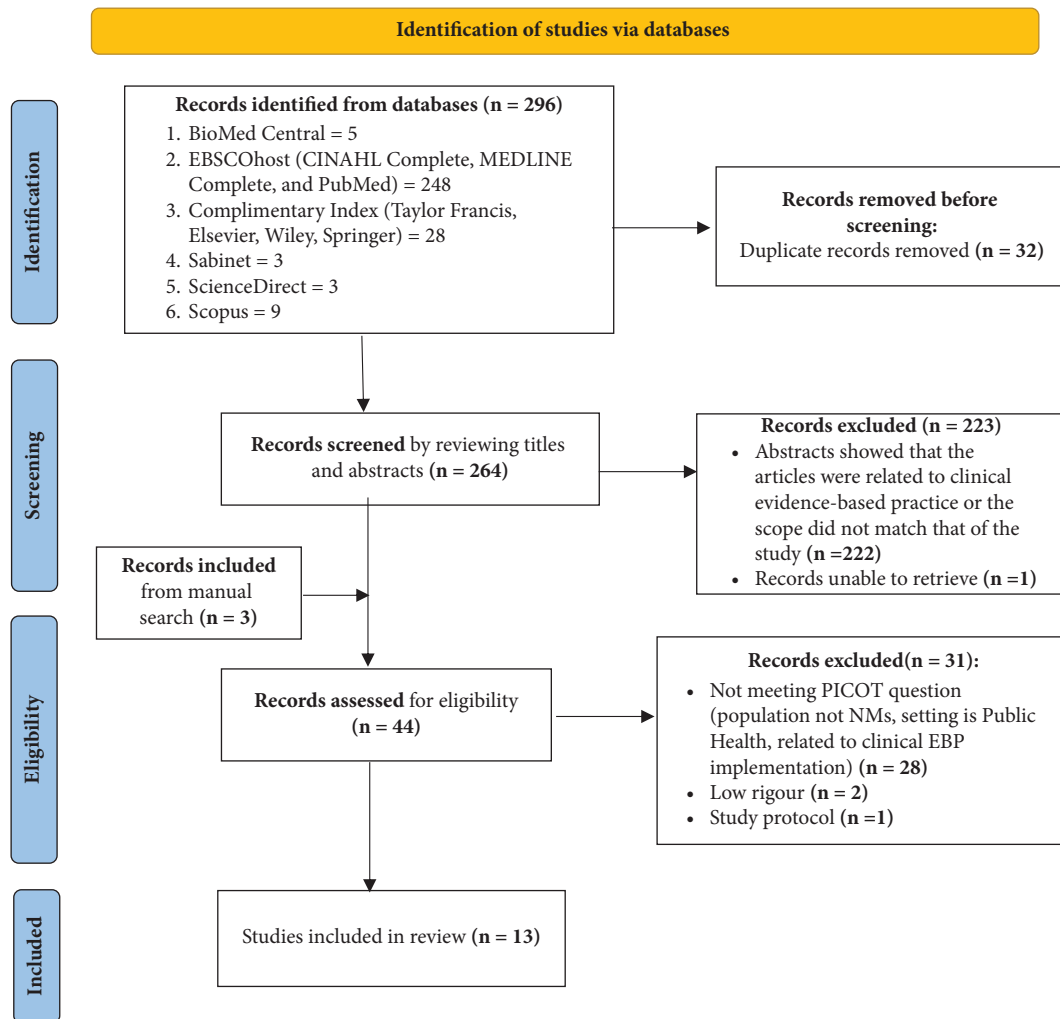 Identification of studies via databases
Identification
Records identified from databases (n = 296)
1. BioMed Central = 5
2. EBSCOhost (CINAHL Complete, MEDLINE
Complete, and PubMed) = 248
3. Complimentary Index (Taylor Francis,
Elsevier, Wiley, Springer) = 28
4. Sabinet = 3
5. ScienceDirect = 3
6. Scopus = 9
Records removed before
screening:
Duplicate records removed (n = 32)
Screening
Records screened by reviewing titles
and abstracts (n = 264)
Records excluded (n = 223)
• Abstracts showed that the
articles were related to clinical
evidence-based practice or the
scope did not match that of the
study (n =222)
• Records unable to retrieve (n =1)
Records included
from manual
search (n = 3)
Eligibility
Records assessed for eligibility
(n = 44)
Records excluded(n = 31):
• Not meeting PICOT question
(population not NMs, setting is Public
Health, related to clinical EBP
implementation) (n = 28)
• Low rigour (n = 2)
• Study protocol (n =1)
Included
Studies included in review (n = 13)